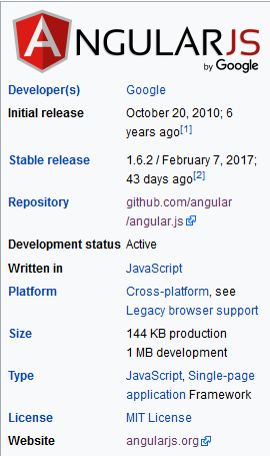 ANGULARJS
by Google
Developer(s) Google
Initial release October 20, 2010; 6
years ago[1]
Stable release 1.6.2 / February 7, 2017;
43 days ago[2]
Repository github.com/angular
/angular.js
Development status Active
Written in JavaScript
Platform Cross-platform, see
Legacy browser support
Size 144 KB production
1 MB development
Type JavaScript, Single-page
application Framework
License MIT License
Website angularjs.org